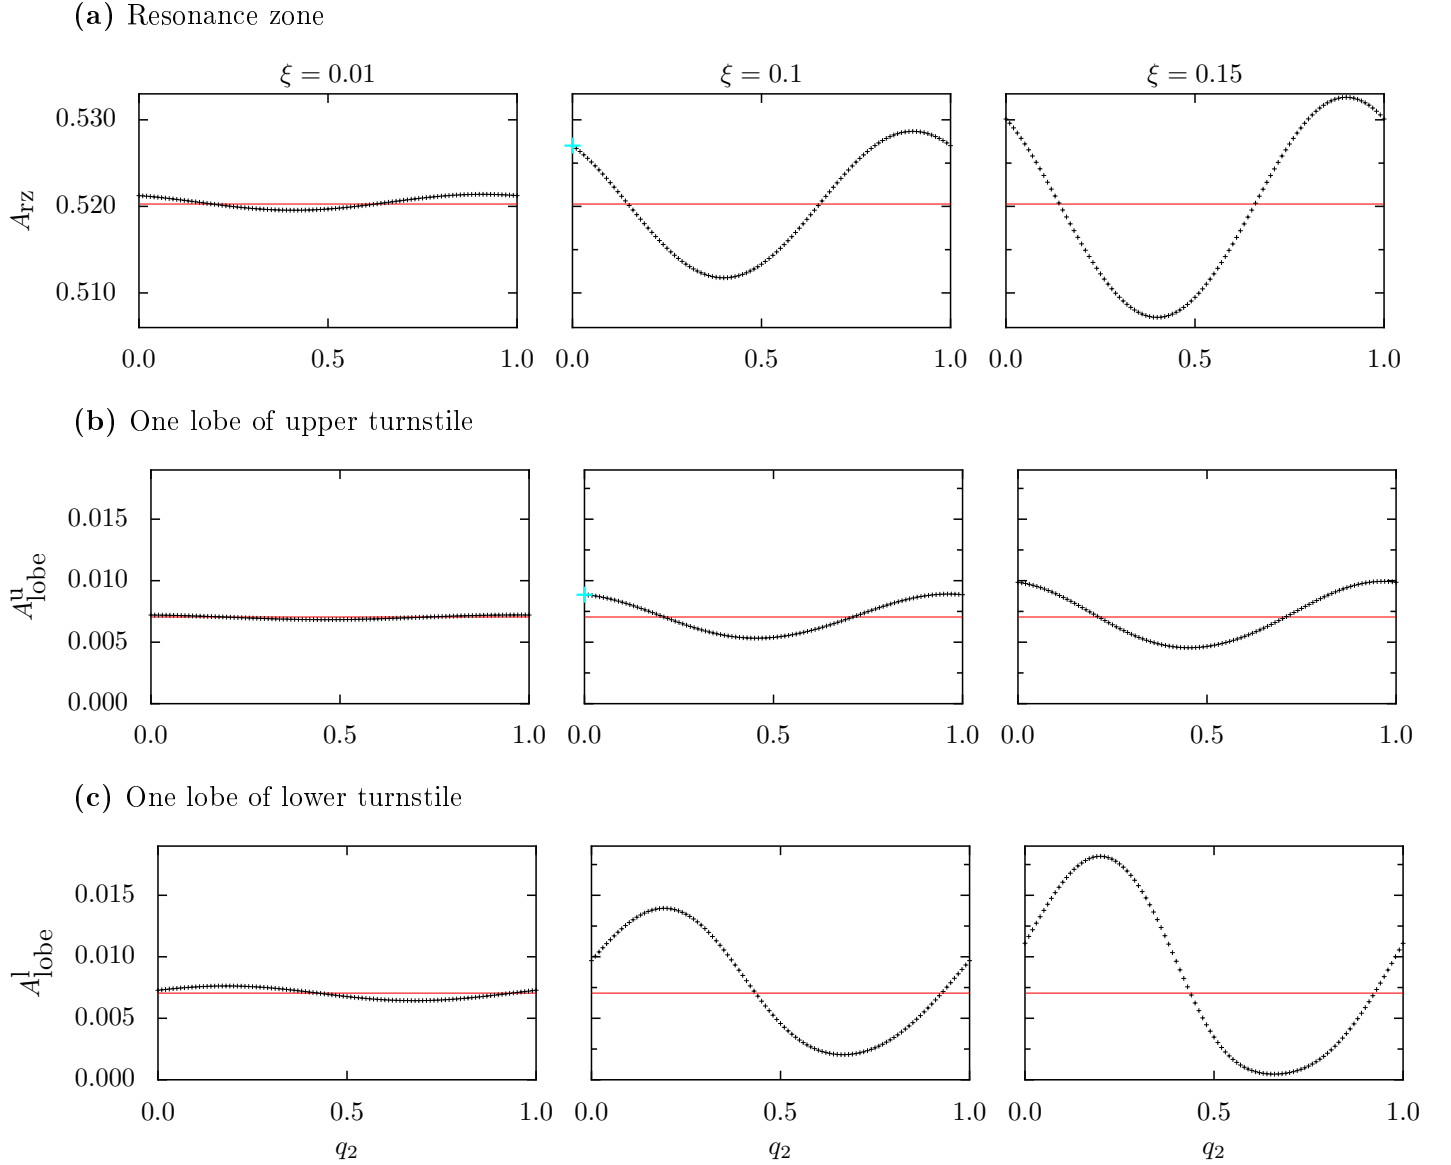 (a) Resonance zone
ξ = 0.01 ξ = 0.1 ξ = 0.15
0.530
0.520
0.510
A_rz
0.0 0.5 1.0 0.0 0.5 1.0 0.0 0.5 1.0
(b) One lobe of upper turnstile
0.015
0.010
0.005
0.000
A^u_lobe
0.0 0.5 1.0 0.0 0.5 1.0 0.0 0.5 1.0
(c) One lobe of lower turnstile
0.015
0.010
0.005
0.000
A^l_lobe
0.0 0.5 1.0 0.0 0.5 1.0 0.0 0.5 1.0
q_2 q_2 q_2